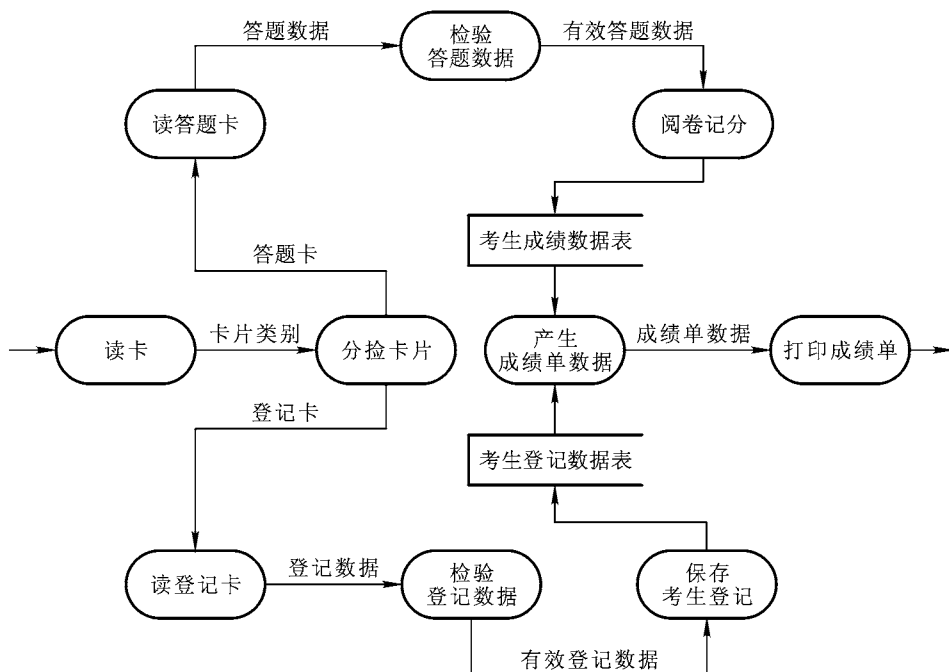 答题数据
检验
答题数据
有效答题数据
读答题卡
阅卷记分
考生成绩数据表
答题卡
读卡
卡片类别
分捡卡片
产生
成绩单数据
成绩单数据
打印成绩单
登记卡
考生登记数据表
读登记卡
登记数据
检验
登记数据
保存
考生登记
有效登记数据